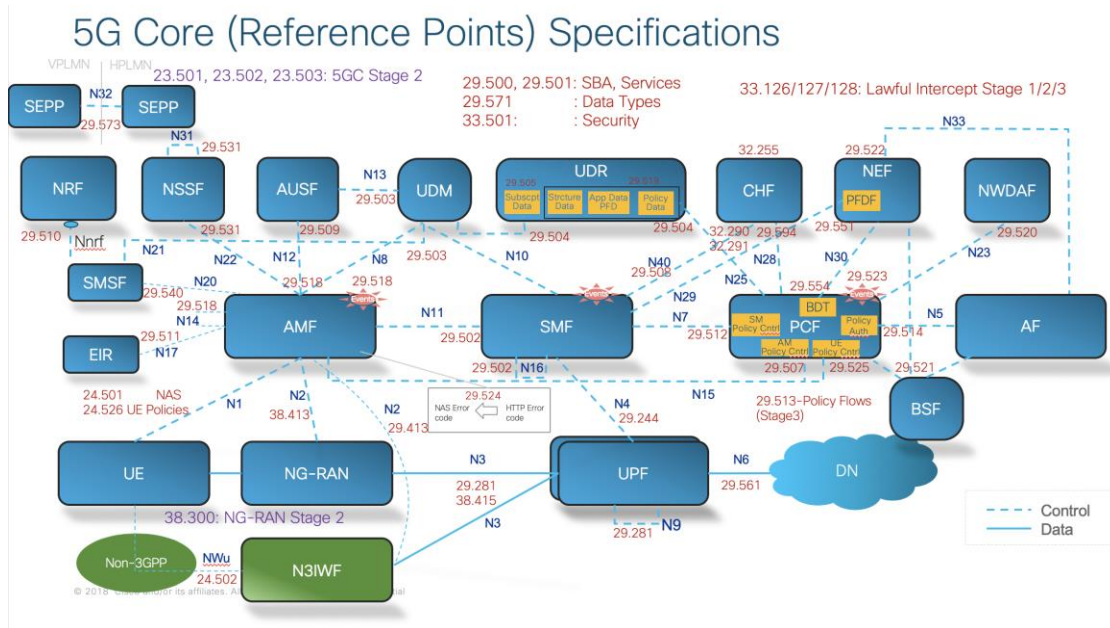 5G Core (Reference Points) Specifications
VPLMN
HPLMN
23.501, 23.502, 23.503: 5GC Stage 2
29.500, 29.501: SBA, Services
29.571 : Data Types
33.501: : Security
33.126/127/128: Lawful Intercept Stage 1/2/3
SEPP
N32
SEPP
29.573
N31
29.531
N33
NRF
NSSF
AUSF
N13
29.503
UDM
UDR
29.505
29.519
Subscpt
Data
Strcture
Data
App Data
PFD
Policy
Data
32.255
CHF
29.522
NEF
PFDF
NWDAF
29.510
Nnrf
29.531
29.509
29.504
29.504
32.290
32.291
29.594
29.551
29.520
N21
N22
N12
N8
29.503
N10
N40
29.508
N25
N28
N30
N23
SMSF
N20
29.540
29.518
29.518
Events
Events
N29
29.554
29.523
Events
29.518
N14
29.511
AMF
N11
29.502
SMF
N7
29.512
BDT
SM
Policy Cntrl
PCF
Policy
Auth
AM
Policy Cntrl
UE
Policy Cntrl
N5
29.514
AF
EIR
N17
29.502
N16
29.507
29.525
29.521
24.501 NAS
24.526 UE Policies
N1
N2
38.413
N2
29.413
29.524
NAS Error
code
HTTP Error
code
N4
29.244
N15
29.513-Policy Flows
(Stage3)
BSF
UE
NG-RAN
N3
29.281
38.415
UPF
N6
29.561
DN
38.300: NG-RAN Stage 2
N3
29.281
N9
Control
Data
Non-3GPP
NWu
24.502
N3IWF
© 2018 Cisco and/or its affiliates. Al
ial